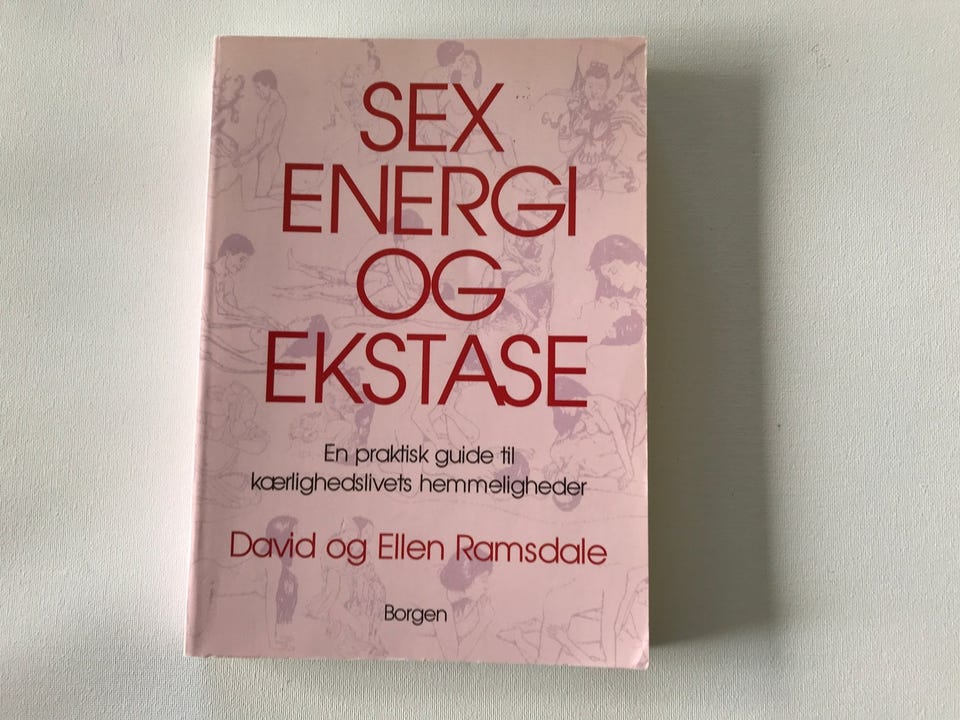 SEX
ENERGI
OG
EKSTASE
En praktisk guide til
kærlighedslivets hemmeligheder
David og Ellen Ramsdale
Borgen